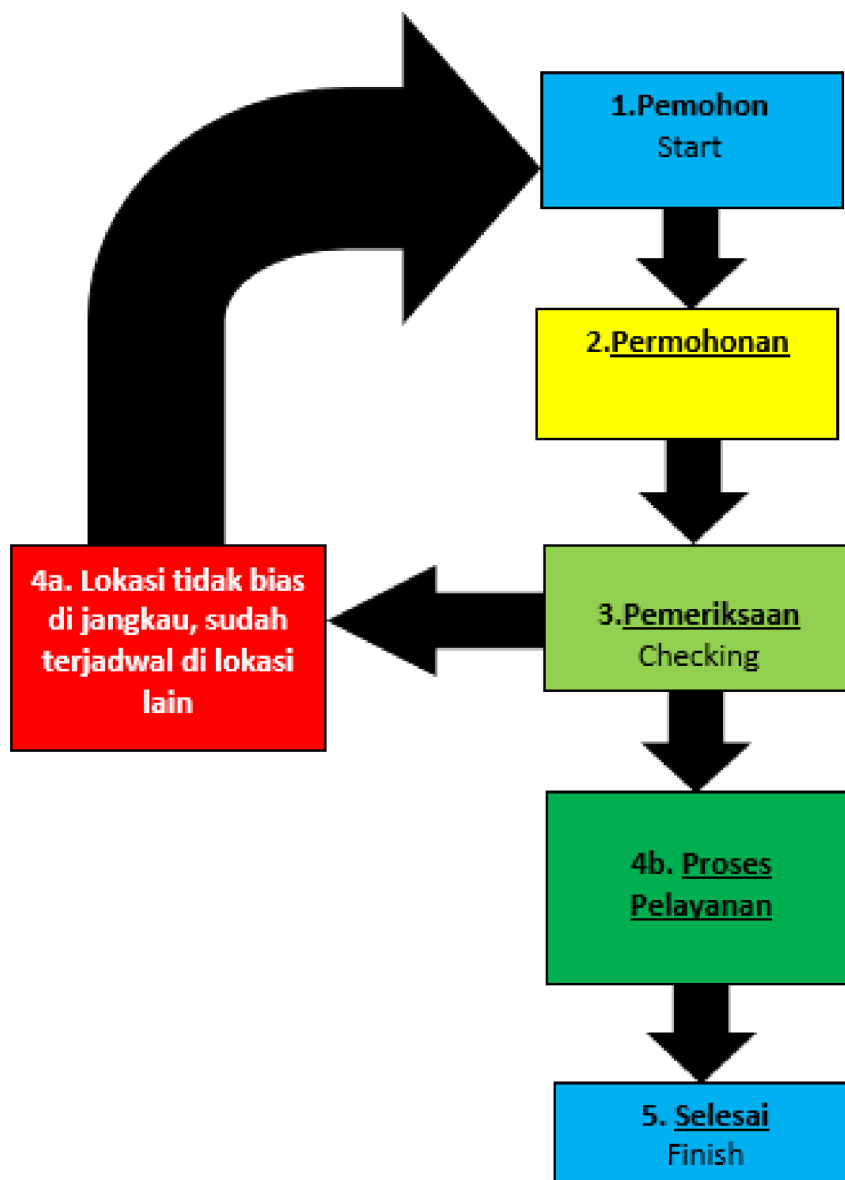 1.Pemohon
Start
2.Permohonan
3.Pemeriksaan
Checking
4a. Lokasi tidak bias
di jangkau, sudah
terjadwal di lokasi
lain
4b. Proses
Pelayanan
5. Selesai
Finish